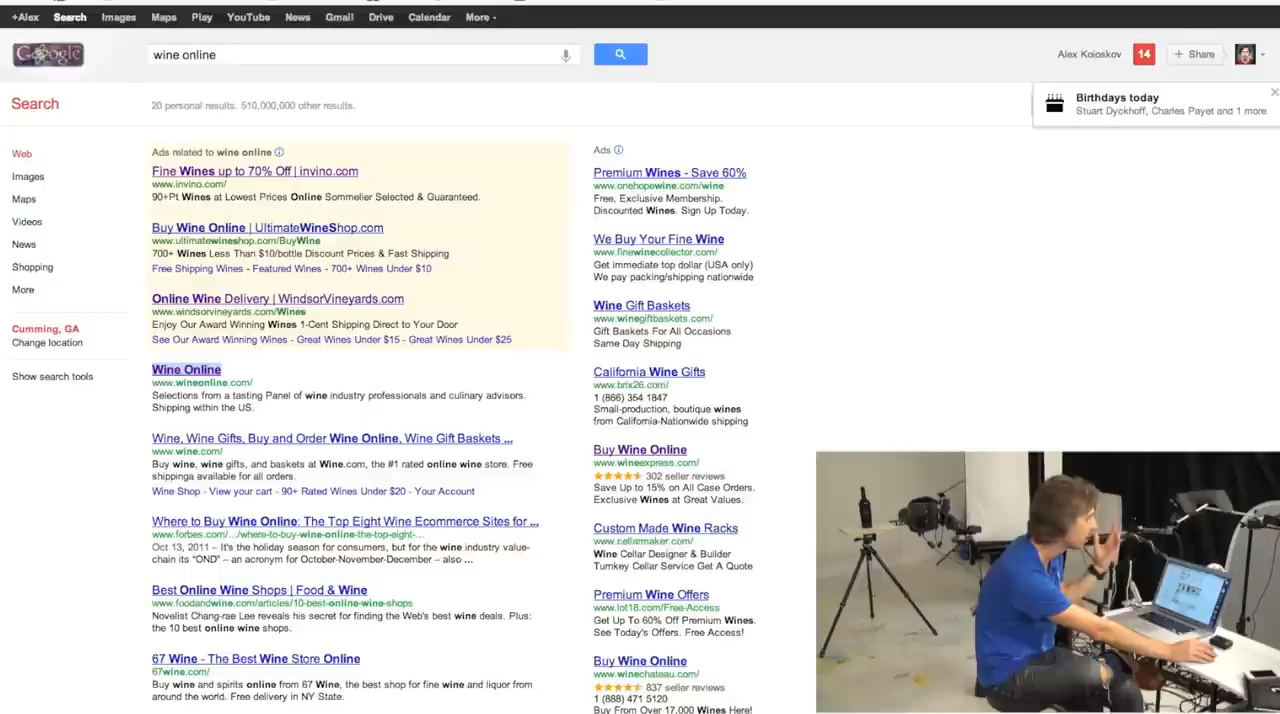 +Alex Search Images Maps Play YouTube News Gmail Drive Calendar More
Google
wine online
Alex Koloskov 14 + Share
Search
20 personal results. 510,000,000 other results.
Birthdays today
Stuart Dyckhoff, Charles Payet and 1 more
Web
Images
Maps
Videos
News
Shopping
More
Cumming, GA
Change location
Show search tools
Ads related to wine online
Fine Wines up to 70% Off | invino.com
www.invino.com/
90+Pt Wines at Lowest Prices Online Sommelier Selected & Guaranteed.
Buy Wine Online | UltimateWineShop.com
www.ultimatewineshop.com/BuyWine
700+ Wines Less Than $10/bottle Discount Prices & Fast Shipping
Free Shipping Wines - Featured Wines - 700+ Wines Under $10
Online Wine Delivery | WindsorVineyards.com
www.windsorvineyards.com/Wines
Enjoy Our Award Winning Wines 1-Cent Shipping Direct to Your Door
See Our Award Winning Wines - Great Wines Under $15 - Great Wines Under $25
Wine Online
www.wineonline.com/
Selections from a tasting Panel of wine industry professionals and culinary advisors.
Shipping within the US.
Wine, Wine Gifts, Buy and Order Wine Online, Wine Gift Baskets ...
www.wine.com/
Buy wine, wine gifts, and baskets at Wine.com, the #1 rated online wine store. Free
shippinga available for all orders.
Wine Shop - View your cart - 90+ Rated Wines Under $20 - Your Account
Where to Buy Wine Online: The Top Eight Wine Ecommerce Sites for ...
www.forbes.com/.../where-to-buy-wine-online-the-top-eight-...
Oct 13, 2011 – It's the holiday season for consumers, but for the wine industry value-
chain its "OND" – an acronym for October-November-December – also ...
Best Online Wine Shops | Food & Wine
www.foodandwine.com/articles/10-best-online-wine-shops
Novelist Chang-rae Lee reveals his secret for finding the Web's best wine deals. Plus:
the 10 best online wine shops.
67 Wine - The Best Wine Store Online
67wine.com/
Buy wine and spirits online from 67 Wine, the best shop for fine wine and liquor from
around the world. Free delivery in NY State.
Ads
Premium Wines - Save 60%
www.onehopewine.com/wine
Free, Exclusive Membership.
Discounted Wines. Sign Up Today.
We Buy Your Fine Wine
www.finewinecollector.com/
Get immediate top dollar (USA only)
We pay packing/shipping nationwide
Wine Gift Baskets
www.winegiftbaskets.com/
Gift Baskets For All Occasions
Same Day Shipping
California Wine Gifts
www.brix26.com/
1 (866) 354 1847
Small-production, boutique wines
from California-Nationwide shipping
Buy Wine Online
www.wineexpress.com/
302 seller reviews
Save Up to 15% on All Case Orders.
Exclusive Wines at Great Values.
Custom Made Wine Racks
www.cellarmaker.com/
Wine Cellar Designer & Builder
Turnkey Cellar Service Get A Quote
Premium Wine Offers
www.lot18.com/Free-Access
Get Up To 60% Off Premium Wines.
See Today's Offers. Free Access!
Buy Wine Online
www.winechateau.com/
837 seller reviews
1 (888) 471 5120
Buy From Over 17,000 Wines Here!